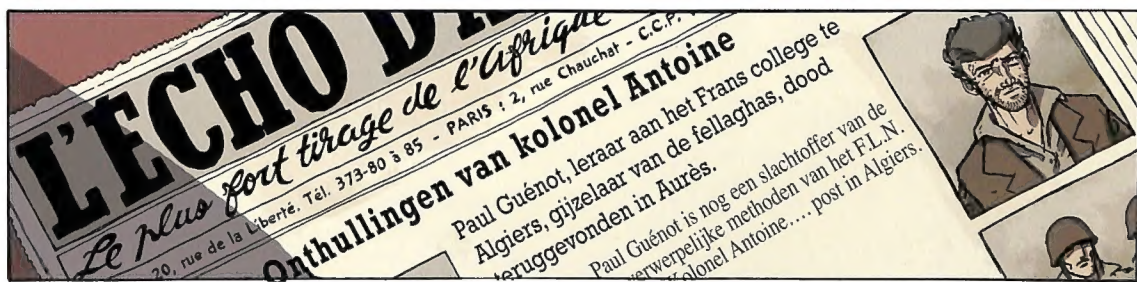 L'ECHO D'
Le plus fort tirage de l'Afrique
20, rue de la Liberté. Tél. 373-80 à 85 - PARIS : 2, rue Chauchat - C.C.P.
Onthullingen van kolonel Antoine
Paul Guénot, leraar aan het Frans college te
Algiers, gijzelaar van de fellaghas, dood
teruggevonden in Aurès.
Paul Guénot is nog een slachtoffer van de
verwerpelijke methoden van het F.L.N.
Kolonel Antoine.... post in Algiers.